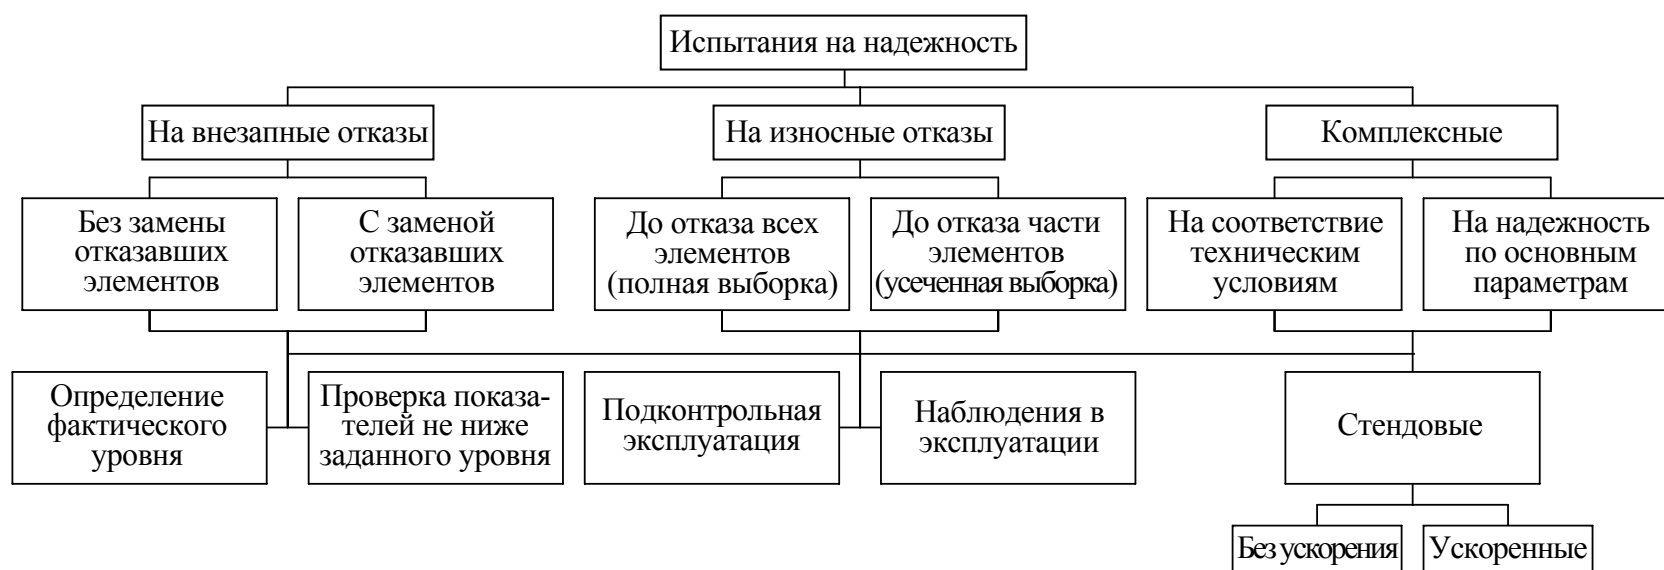 Испытания на надежность
На внезапные отказы
На износные отказы
Комплексные
Без замены
отказавших
элементов
С заменой
отказавших
элементов
До отказа всех
элементов
(полная выборка)
До отказа части
элементов
(усеченная выборка)
На соответствие
техническим
условиям
На надежность
по основным
параметрам
Определение
фактического
уровня
Проверка показа-
телей не ниже
заданного уровня
Подконтрольная
эксплуатация
Наблюдения в
эксплуатации
Стендовые
Без ускорения
Ускоренные